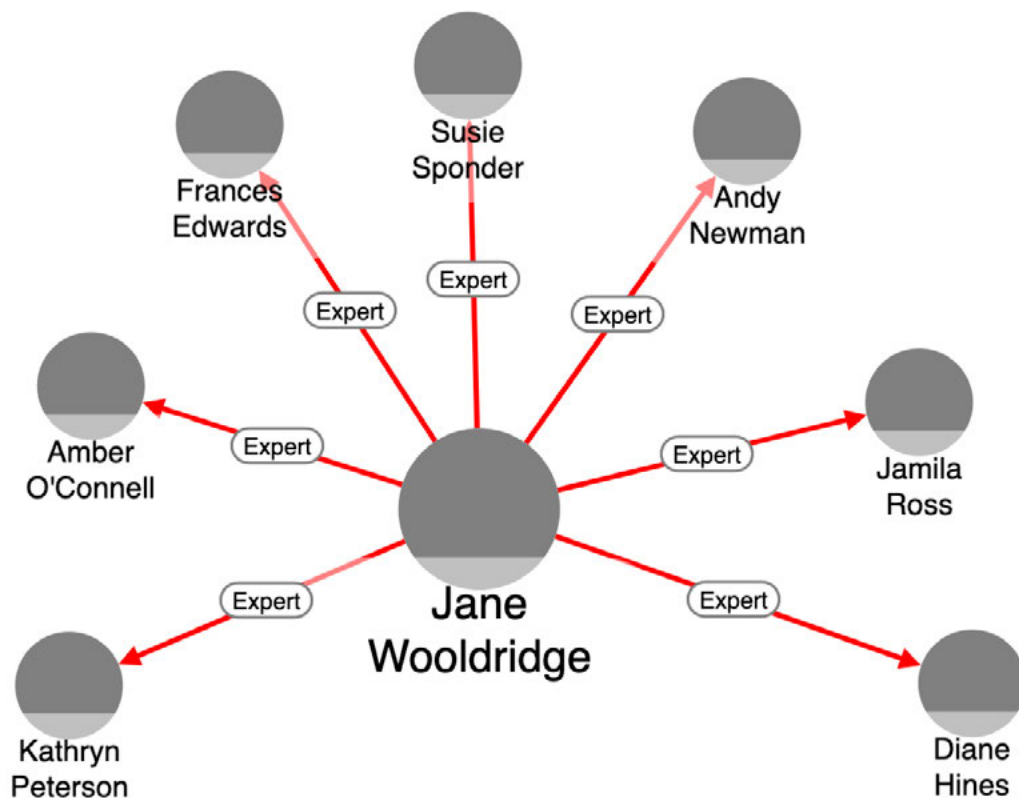 Susie
Sponder
Frances
Edwards
Andy
Newman
Expert
Expert
Expert
Amber
O'Connell
Expert
Expert
Jamila
Ross
Expert
Expert
Jane
Wooldridge
Kathryn
Peterson
Diane
Hines